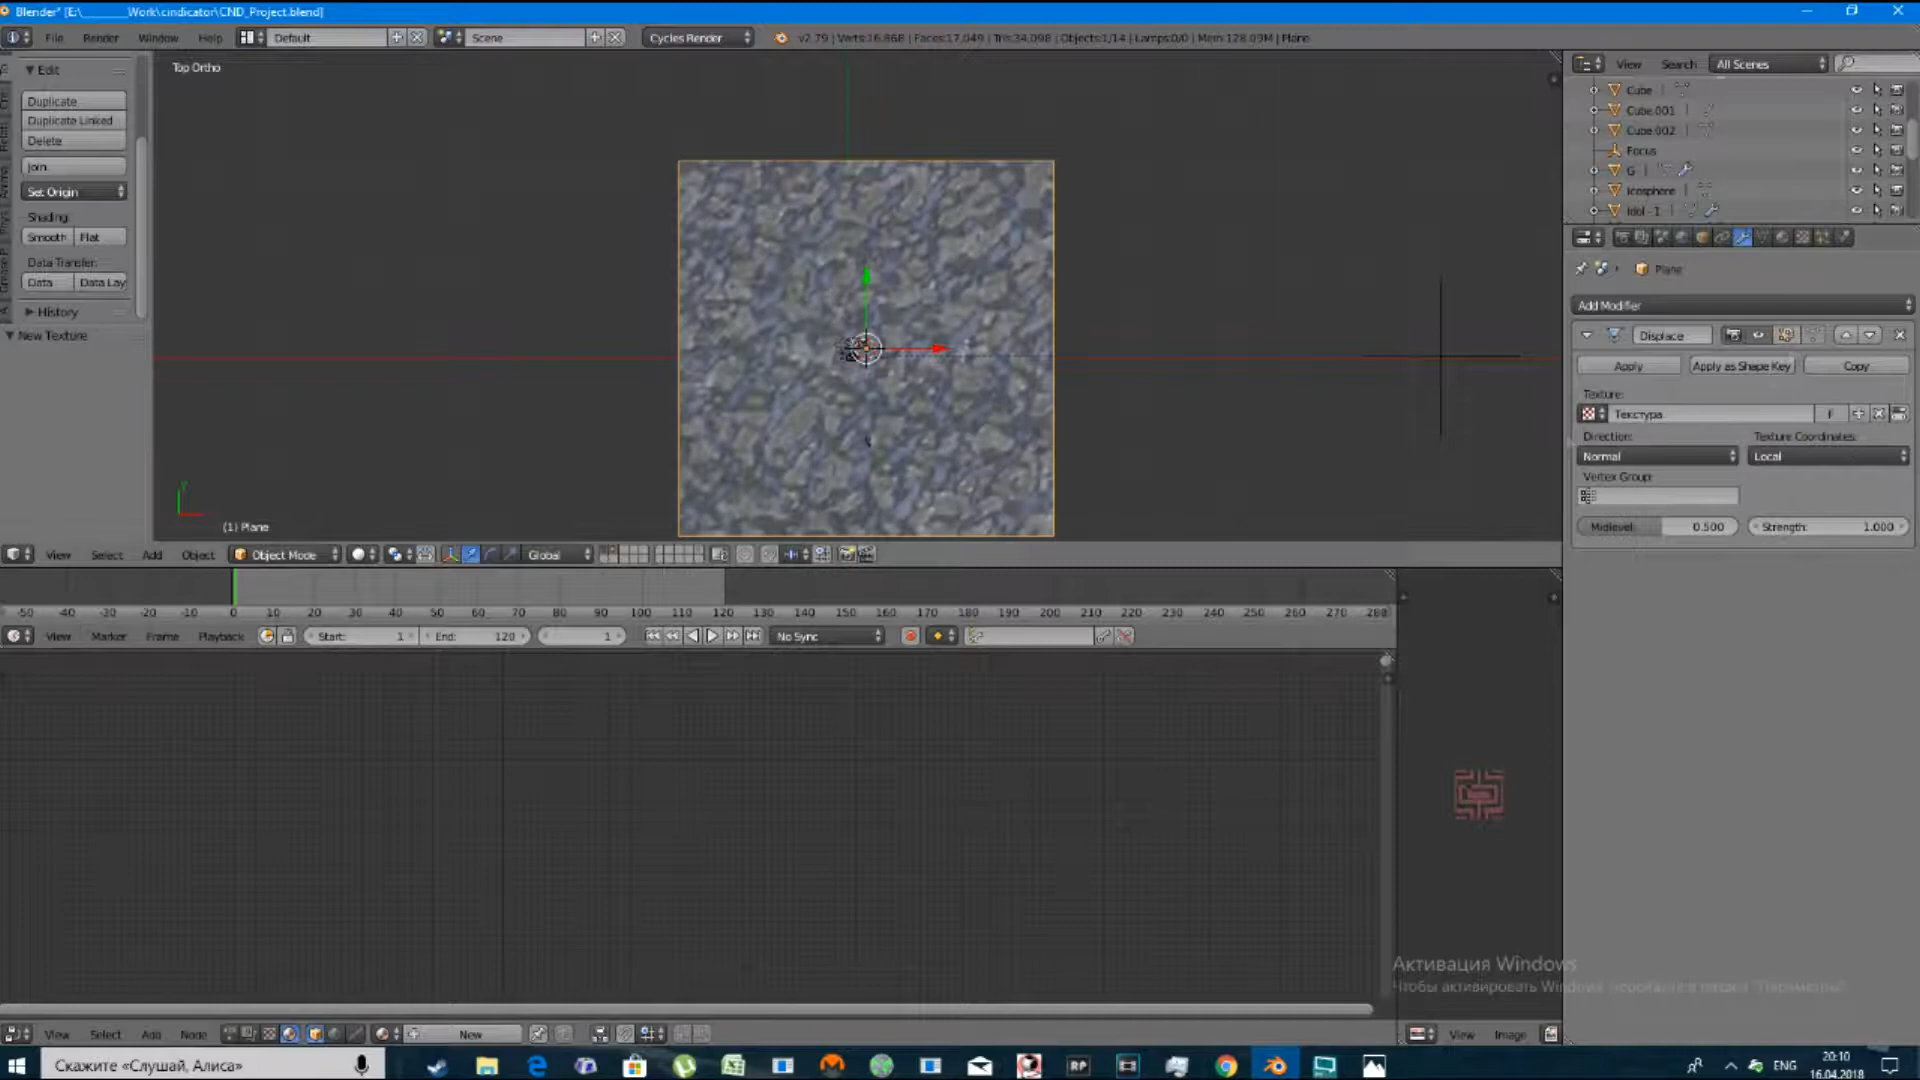 Blender* [E:\_______Work\cindicator\CND_Project.blend]
File Render Window Help Default Scene Cycles Render v2.79 | Verts:16,868 | Faces:17,049 | Tris:34,098 | Objects:1/14 | Lamps:0/0 | Mem:128.09M | Plane
Edit
Duplicate
Duplicate Linked
Delete
Join
Set Origin
Shading:
Smooth Flat
Data Transfer:
Data Data Lay
History
New Texture
Top Ortho
(1) Plane
View Select Add Object Object Mode Global
View Search All Scenes
Cube
Cube.001
Cube.002
Focus
G
Icosphere
Idol - 1
Plane
Add Modifier
Displace
Apply Apply as Shape Key Copy
Texture:
Текстура F
Direction: Texture Coordinates:
Normal Local
Vertex Group:
Midlevel: 0.500 Strength: 1.000
-50 -40 -30 -20 -10 0 10 20 30 40 50 60 70 80 90 100 110 120 130 140 150 160 170 180 190 200 210 220 230 240 250 260 270 280
View Marker Frame Playback Start: 1 End: 120 1 No Sync
Активация Windows
Чтобы активировать Windows
View Select Add Node New
View Image
Скажите «Слушай, Алиса»
RP
ENG
20:10
16.04.2018